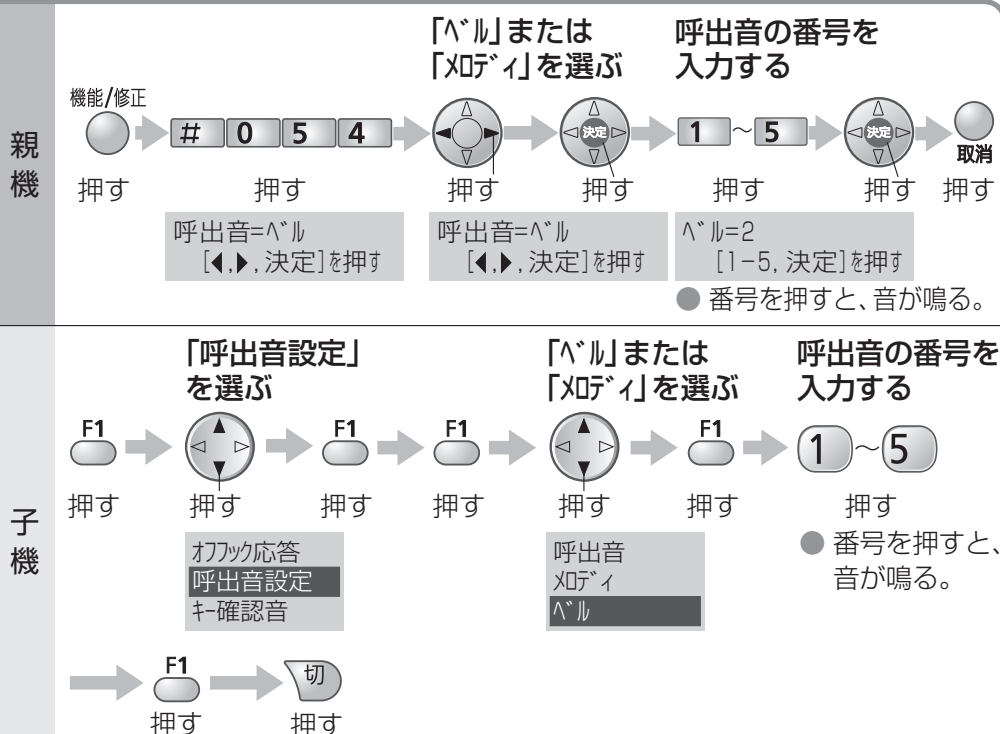 親機
「ﾍﾞﾙ」または
「ﾒﾛﾃﾞｨ」を選ぶ
呼出音の番号を
入力する
機能/修正
# 0 5 4
決定
1 ～ 5
決定
取消
押す 押す 押す 押す 押す 押す 押す
呼出音=ﾍﾞﾙ
[◀,▶,決定]を押す
呼出音=ﾍﾞﾙ
[◀,▶,決定]を押す
ﾍﾞﾙ=2
[1-5,決定]を押す
● 番号を押すと、音が鳴る。
子機
「呼出音設定」
を選ぶ
「ﾍﾞﾙ」または
「ﾒﾛﾃﾞｨ」を選ぶ
呼出音の番号を
入力する
F1 F1 F1 F1 1 ～ 5
押す 押す 押す 押す 押す 押す 押す
ｵﾌﾌｯｸ応答
呼出音設定
ｷｰ確認音
呼出音
ﾒﾛﾃﾞｨ
ﾍﾞﾙ
● 番号を押すと、
音が鳴る。
F1 切
押す 押す